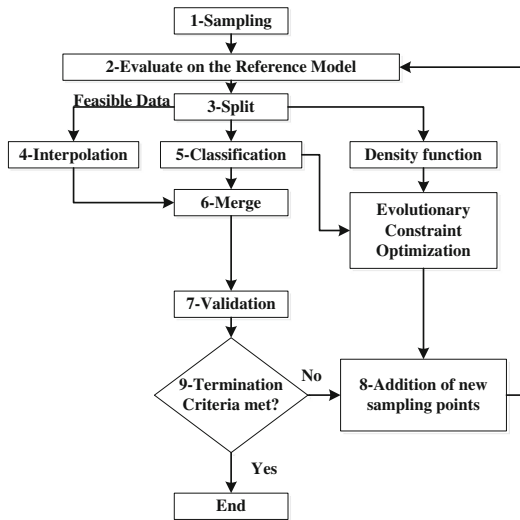 1-Sampling
2-Evaluate on the Reference Model
Feasible Data
3-Split
4-Interpolation
5-Classification
Density function
6-Merge
Evolutionary
Constraint
Optimization
7-Validation
9-Termination
Criteria met?
No
8-Addition of new
sampling points
Yes
End